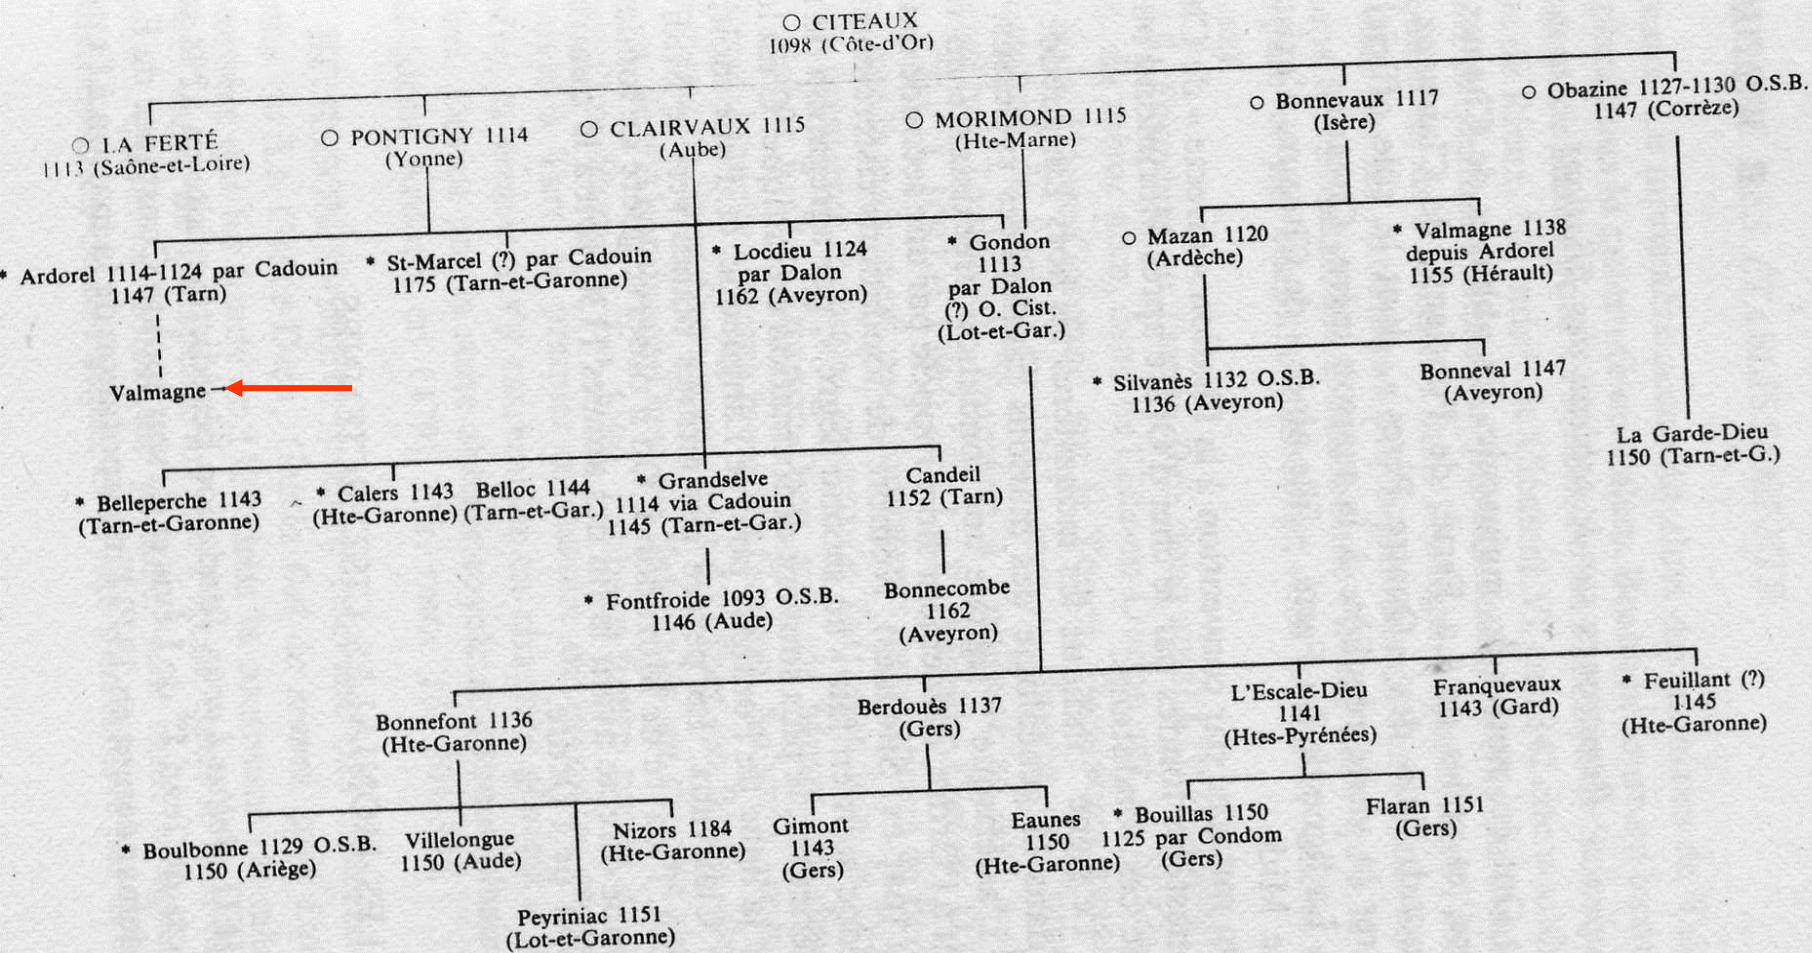 ○ CITEAUX
1098 (Côte-d'Or)
○ LA FERTÉ
1113 (Saône-et-Loire)
○ PONTIGNY 1114
(Yonne)
○ CLAIRVAUX 1115
(Aube)
○ MORIMOND 1115
(Hte-Marne)
○ Bonnevaux 1117
(Isère)
○ Obazine 1127-1130 O.S.B.
1147 (Corrèze)
* Ardorel 1114-1124 par Cadouin
1147 (Tarn)
* St-Marcel (?) par Cadouin
1175 (Tarn-et-Garonne)
* Locdieu 1124
par Dalon
1162 (Aveyron)
* Gondon
1113
par Dalon
(?) O. Cist.
(Lot-et-Gar.)
○ Mazan 1120
(Ardèche)
* Valmagne 1138
depuis Ardorel
1155 (Hérault)
Valmagne
* Silvanès 1132 O.S.B.
1136 (Aveyron)
Bonneval 1147
(Aveyron)
La Garde-Dieu
1150 (Tarn-et-G.)
* Belleperche 1143
(Tarn-et-Garonne)
* Calers 1143
(Hte-Garonne)
Belloc 1144
(Tarn-et-Gar.)
* Grandselve
1114 via Cadouin
1145 (Tarn-et-Gar.)
Candeil
1152 (Tarn)
* Fontfroide 1093 O.S.B.
1146 (Aude)
Bonnecombe
1162
(Aveyron)
Bonnefont 1136
(Hte-Garonne)
Berdouès 1137
(Gers)
L'Escale-Dieu
1141
(Htes-Pyrénées)
Franquevaux
1143 (Gard)
* Feuillant (?)
1145
(Hte-Garonne)
* Boulbonne 1129 O.S.B.
1150 (Ariège)
Villelongue
1150 (Aude)
Nizors 1184
(Hte-Garonne)
Gimont
1143
(Gers)
Eaunes
1150
(Hte-Garonne)
* Bouillas 1150
1125 par Condom
(Gers)
Flaran 1151
(Gers)
Peyriniac 1151
(Lot-et-Garonne)